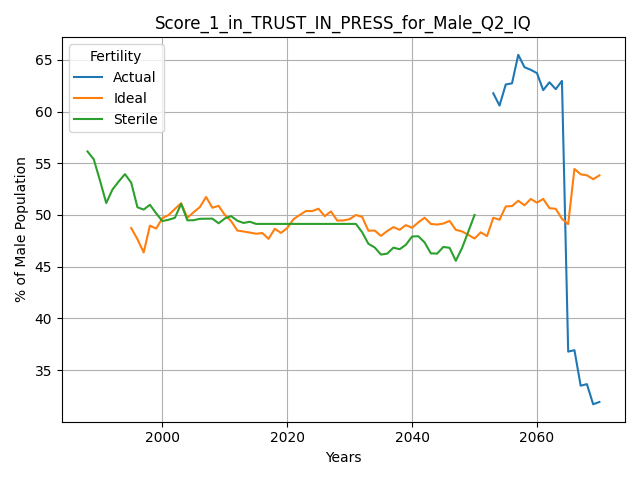 Score_1_in_TRUST_IN_PRESS_for_Male_Q2_IQ
Fertility
Actual
Ideal
Sterile
65
60
55
50
45
40
35
% of Male Population
2000
2020
2040
2060
Years